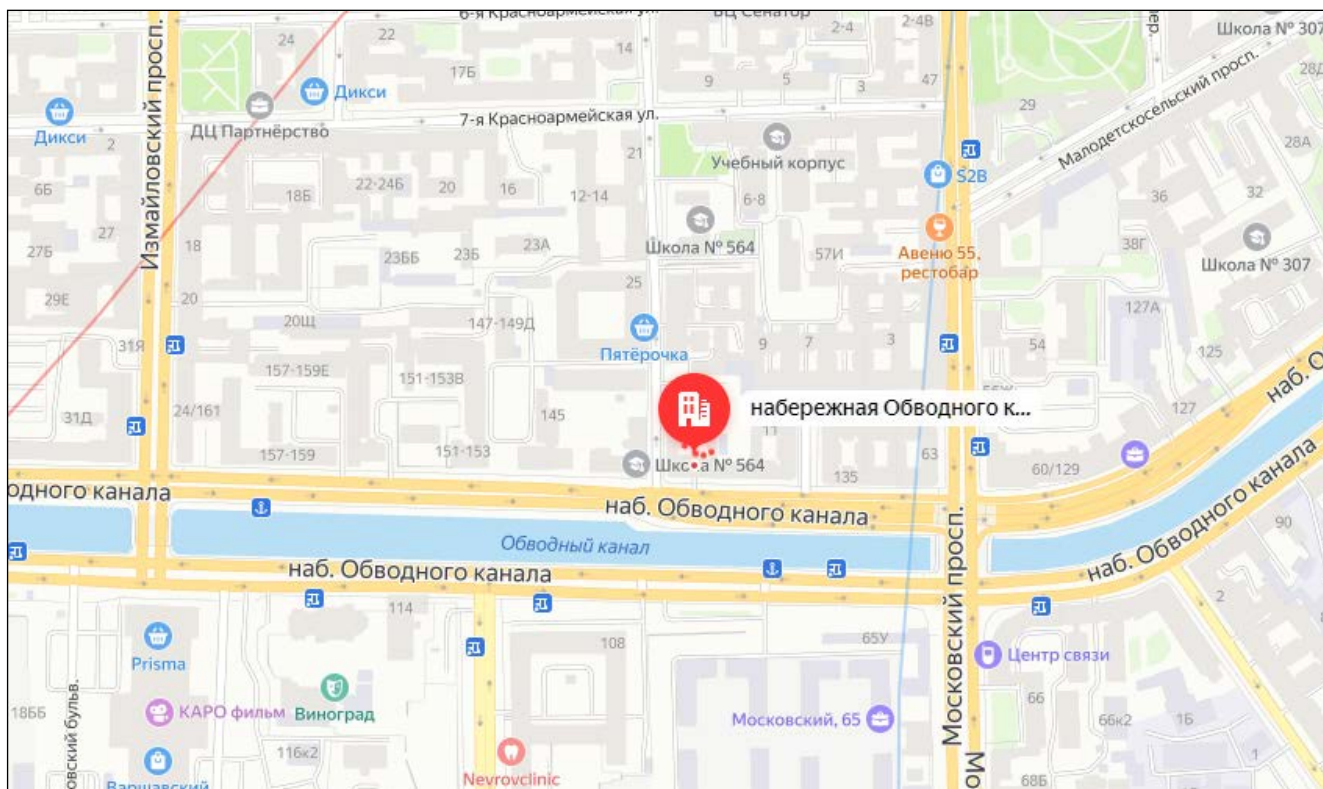 6-я Красноармейская ул.
БЦ Сенатор
2-4В
Школа № 307
24
22
14
2-4
пер.
28Д
17Б
9
5
3
47
Малодетскосельский просп.
Дикси
29
Измайловский просп.
ДЦ Партнёрство
7-я Красноармейская ул.
Дикси
2
21
Учебный корпус
28А
6Б
18Б
22-24Б
20
16
12-14
6-8
S2B
36
32
27
Школа № 564
27Б
18
23ББ
23Б
23А
57И
Авеню 55,
рестобар
38Г
Школа № 307
25
29Е
20
20Щ
147-149Д
127А
31Я
Пятёрочка
9
7
3
54
125
157-159Е
151-153В
наб. О
31Д
24/161
145
набережная Обводного к...
11
127
157-159
151-153
Школа № 564
135
63
60/129
одного канала
наб. Обводного канала
Обводный канал
наб. Обводного канала
Московский просп.
наб. Обводного канала
90
2
114
108
65У
Prisma
Центр связи
66
18ББ
КАРО фильм
Виноград
Московский, 65
66к2
1Б
овский бульв.
116к2
1
Nevrovclinic
68Б
Варшавский
Мо